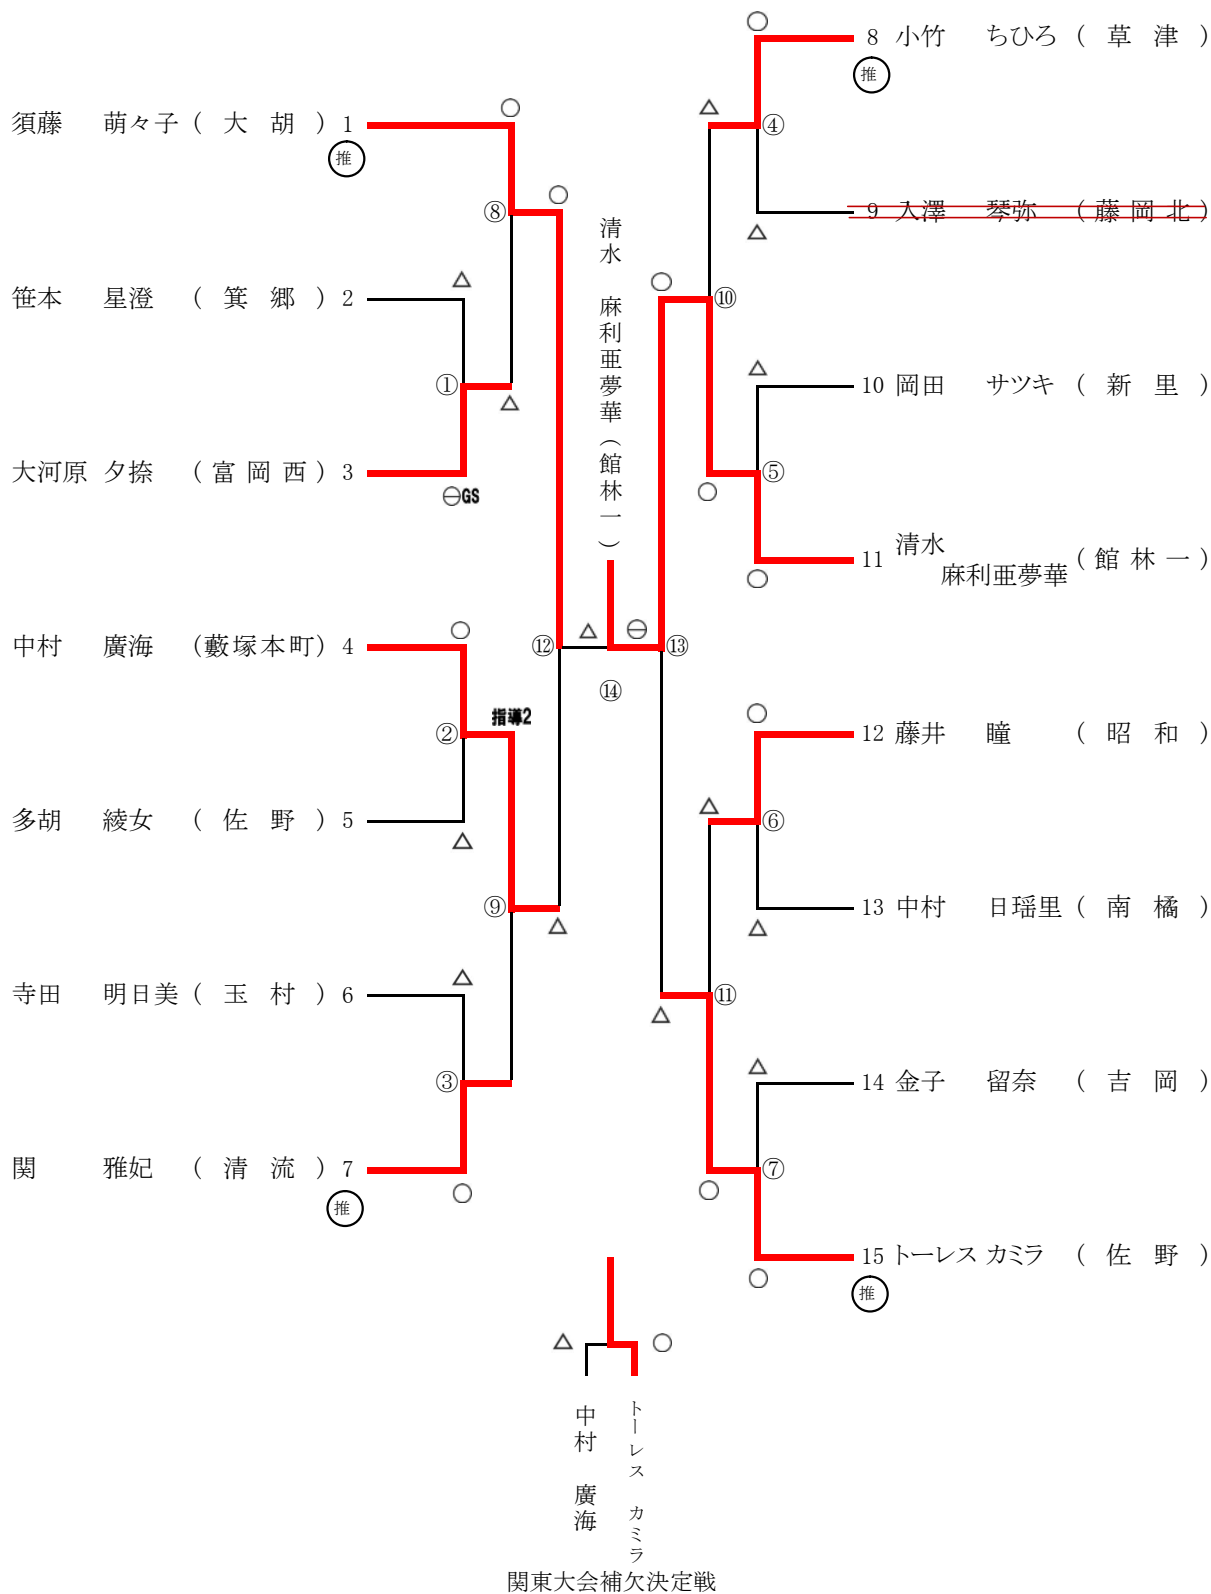 須藤 萌々子 ( 大 胡 ) 1
推
笹本 星澄 ( 箕 郷 ) 2
大河原 夕捺 ( 富 岡 西 ) 3
中村 廣海 (藪塚本町) 4
多胡 綾女 ( 佐 野 ) 5
寺田 明日美 ( 玉 村 ) 6
関 雅妃 ( 清 流 ) 7
推
①
②
③
⑧
⑨
⑫
○
△
△
⊖GS
○
○
指導2
△
△
△
○
清水 麻利亜夢華(館林一)
△
⊖
⑭
⑬
○
△
△
○
△
○
⑩
⑪
④
⑤
⑥
⑦
○
△
△
○
○
△
△
○
8 小竹 ちひろ ( 草 津 )
推
9 入澤 琴弥 ( 藤 岡 北 )
10 岡田 サツキ ( 新 里 )
11 清水 麻利亜夢華 ( 館 林 一 )
12 藤井 瞳 ( 昭 和 )
13 中村 日瑶里 ( 南 橘 )
14 金子 留奈 ( 吉 岡 )
15 トーレス カミラ ( 佐 野 )
推
△
○
中村 廣海
トーレス カミラ
関東大会補欠決定戦